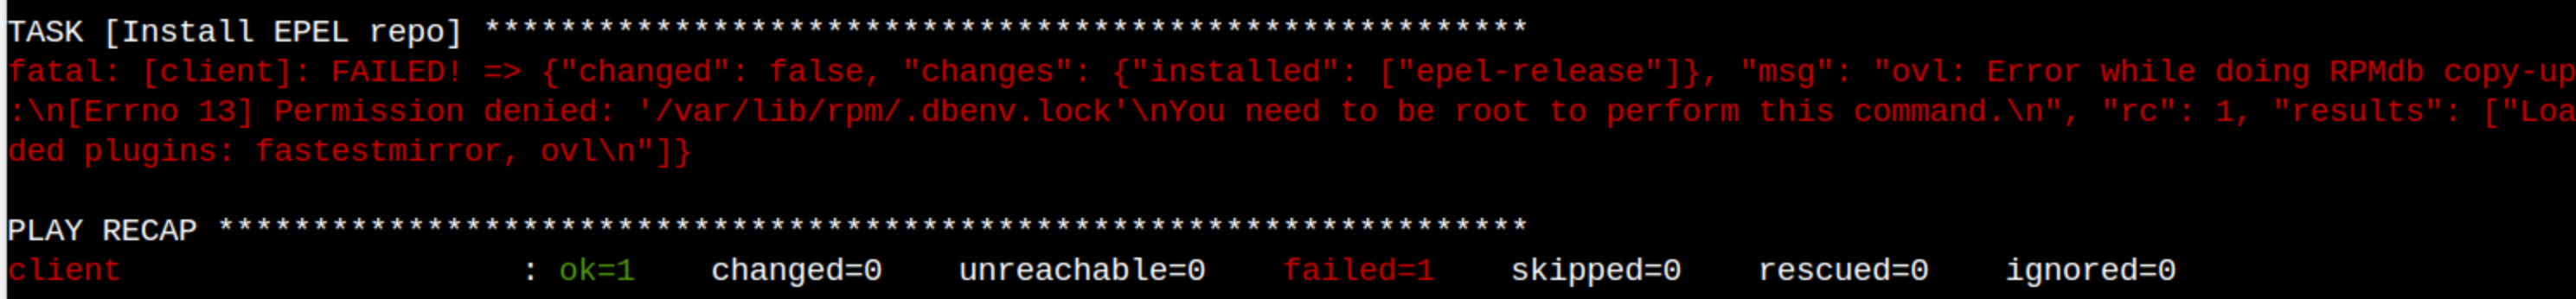 TASK [Install EPEL repo] *******************************************************
fatal: [client]: FAILED! => {"changed": false, "changes": {"installed": ["epel-release"]}, "msg": "ovl: Error while doing RPMdb copy-up
:\n[Errno 13] Permission denied: '/var/lib/rpm/.dbenv.lock'\nYou need to be root to perform this command.\n", "rc": 1, "results": ["Loa
ded plugins: fastestmirror, ovl\n"]}
PLAY RECAP *********************************************************************
client                     : ok=1    changed=0    unreachable=0    failed=1    skipped=0    rescued=0    ignored=0